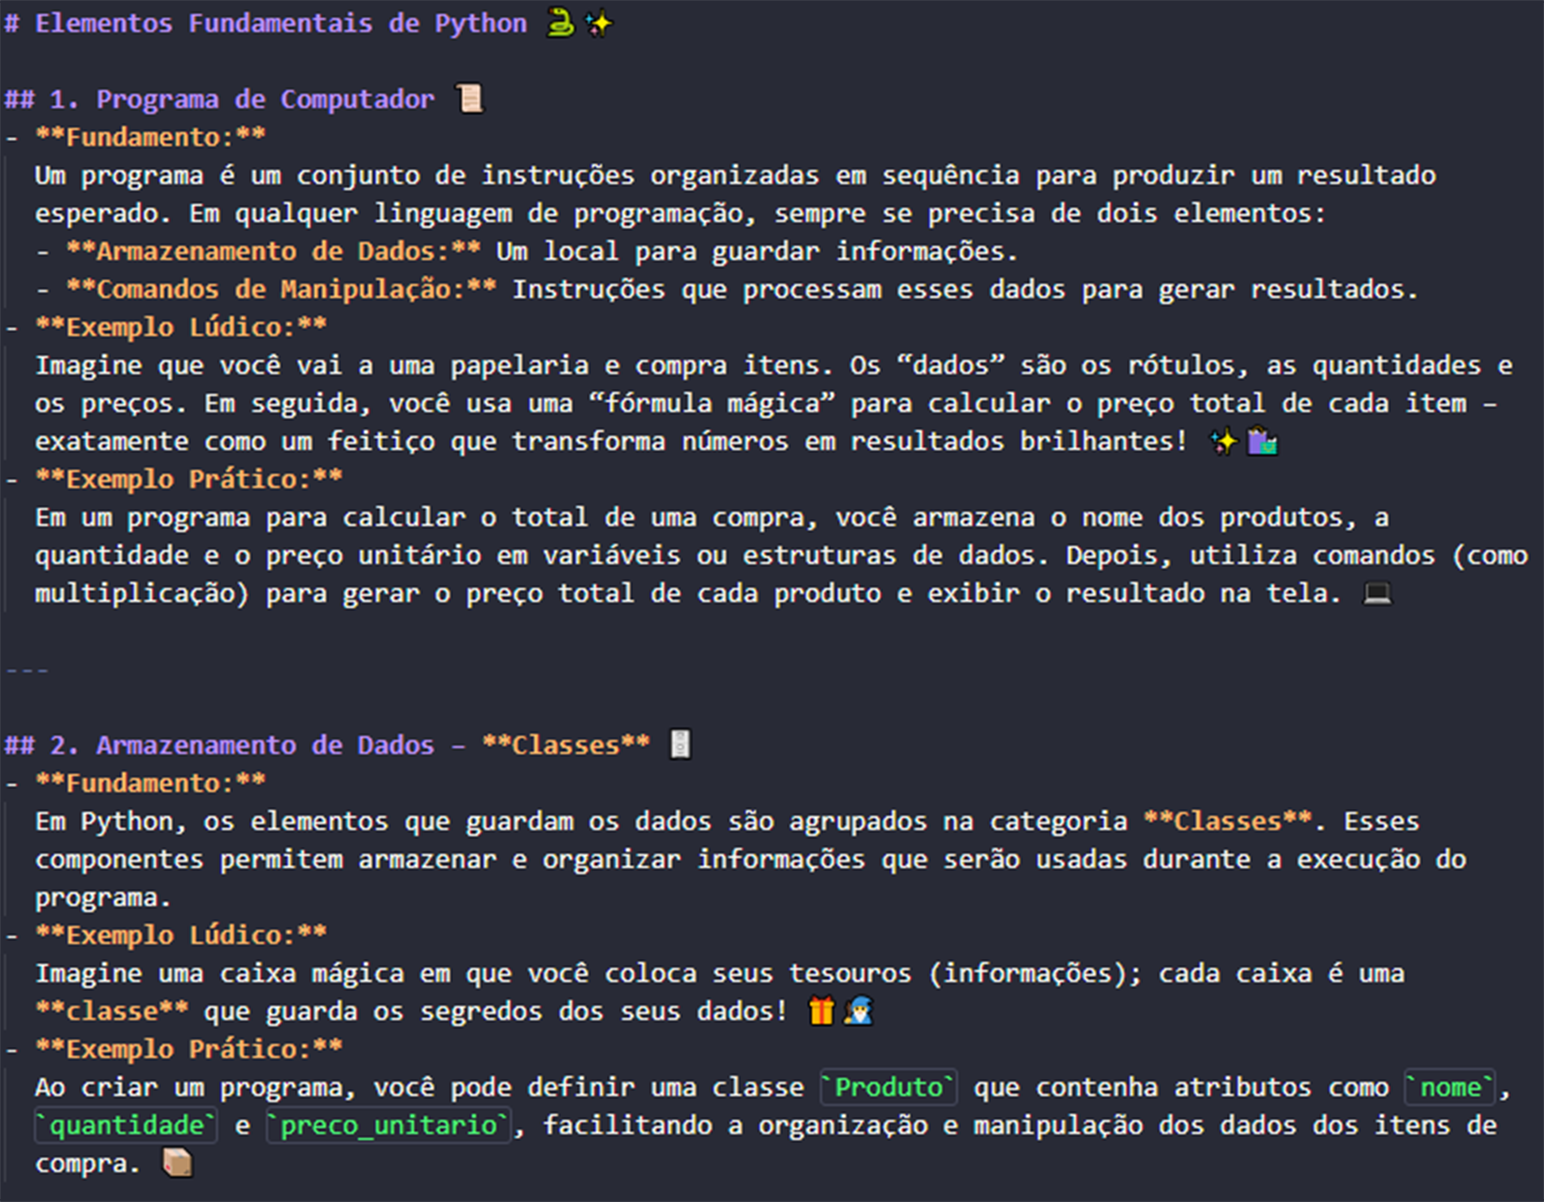 # Elementos Fundamentais de Python 🐍✨
## 1. Programa de Computador 📜
- **Fundamento:**
Um programa é um conjunto de instruções organizadas em sequência para produzir um resultado
esperado. Em qualquer linguagem de programação, sempre se precisa de dois elementos:
- **Armazenamento de Dados:** Um local para guardar informações.
- **Comandos de Manipulação:** Instruções que processam esses dados para gerar resultados.
- **Exemplo Lúdico:**
Imagine que você vai a uma papelaria e compra itens. Os “dados” são os rótulos, as quantidades e
os preços. Em seguida, você usa uma “fórmula mágica” para calcular o preço total de cada item –
exatamente como um feitiço que transforma números em resultados brilhantes! ✨🛍️
- **Exemplo Prático:**
Em um programa para calcular o total de uma compra, você armazena o nome dos produtos, a
quantidade e o preço unitário em variáveis ou estruturas de dados. Depois, utiliza comandos (como
multiplicação) para gerar o preço total de cada produto e exibir o resultado na tela. 💻
---
## 2. Armazenamento de Dados – **Classes** 🗄️
- **Fundamento:**
Em Python, os elementos que guardam os dados são agrupados na categoria **Classes**. Esses
componentes permitem armazenar e organizar informações que serão usadas durante a execução do
programa.
- **Exemplo Lúdico:**
Imagine uma caixa mágica em que você coloca seus tesouros (informações); cada caixa é uma
**classe** que guarda os segredos dos seus dados! 🎁🧙‍♂️
- **Exemplo Prático:**
Ao criar um programa, você pode definir uma classe `Produto` que contenha atributos como `nome`,
`quantidade` e `preco_unitario`, facilitando a organização e manipulação dos dados dos itens de
compra. 📦